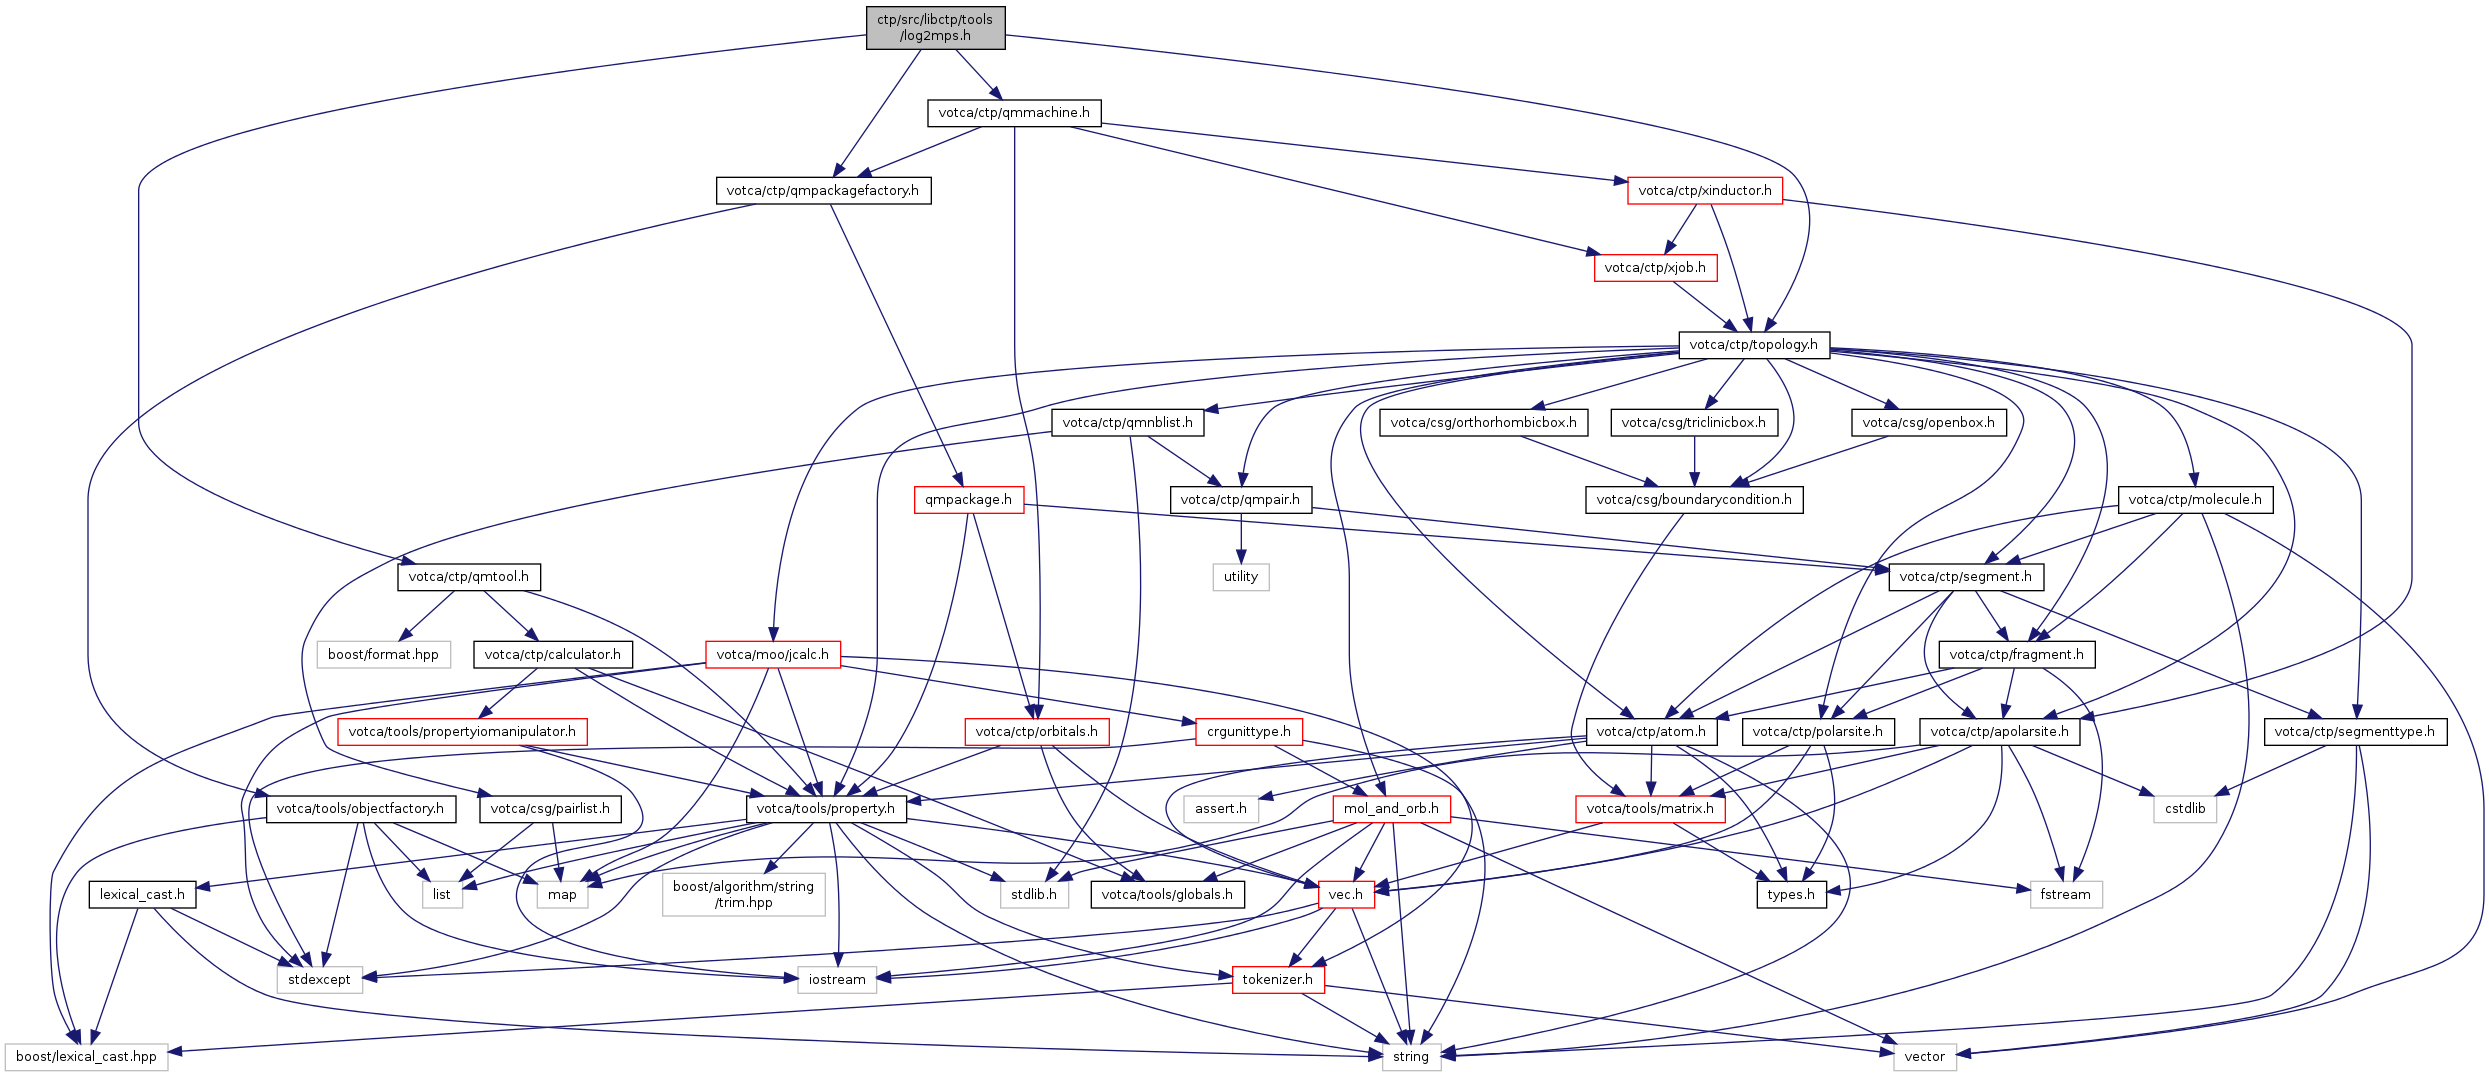 ctp/src/libctp/tools
/log2mps.h
votca/ctp/qmmachine.h
votca/ctp/qmpackagefactory.h
votca/ctp/xinductor.h
votca/ctp/xjob.h
votca/ctp/topology.h
votca/ctp/qmnblist.h
votca/csg/orthorhombicbox.h
votca/csg/triclinicbox.h
votca/csg/openbox.h
qmpackage.h
votca/ctp/qmpair.h
votca/csg/boundarycondition.h
votca/ctp/molecule.h
votca/ctp/qmtool.h
utility
votca/ctp/segment.h
boost/format.hpp
votca/ctp/calculator.h
votca/moo/jcalc.h
votca/ctp/fragment.h
votca/tools/propertyiomanipulator.h
votca/ctp/orbitals.h
crgunittype.h
votca/ctp/atom.h
votca/ctp/polarsite.h
votca/ctp/apolarsite.h
votca/ctp/segmenttype.h
votca/tools/objectfactory.h
votca/csg/pairlist.h
votca/tools/property.h
assert.h
mol_and_orb.h
votca/tools/matrix.h
cstdlib
lexical_cast.h
list
map
boost/algorithm/string
/trim.hpp
stdlib.h
votca/tools/globals.h
vec.h
types.h
fstream
stdexcept
iostream
tokenizer.h
boost/lexical_cast.hpp
string
vector